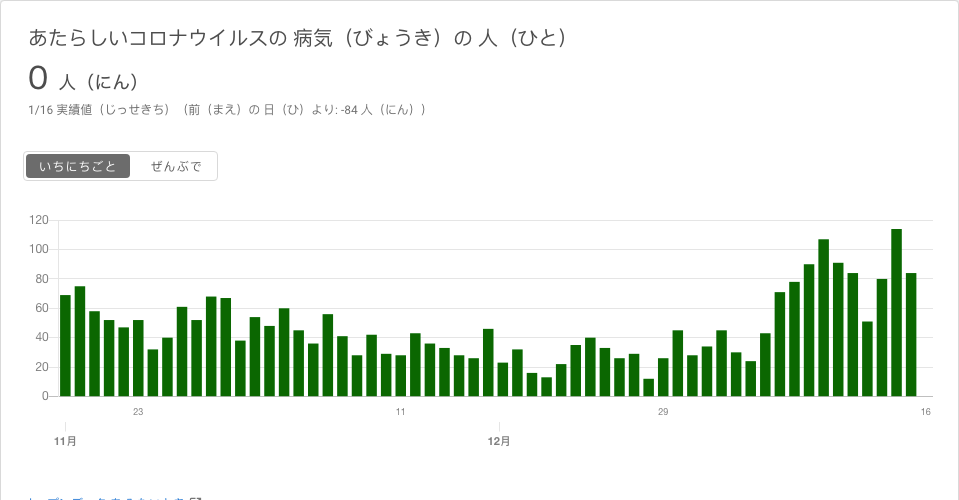 あたらしいコロナウイルスの 病気（びょうき）の 人（ひと）
0 人（にん）
1/16 実績値（じっせきち）（前（まえ）の 日（ひ）より: -84 人（にん））
いちにちごと ぜんぶで
120
100
80
60
40
20
0
23 11 29 16
11月 12月